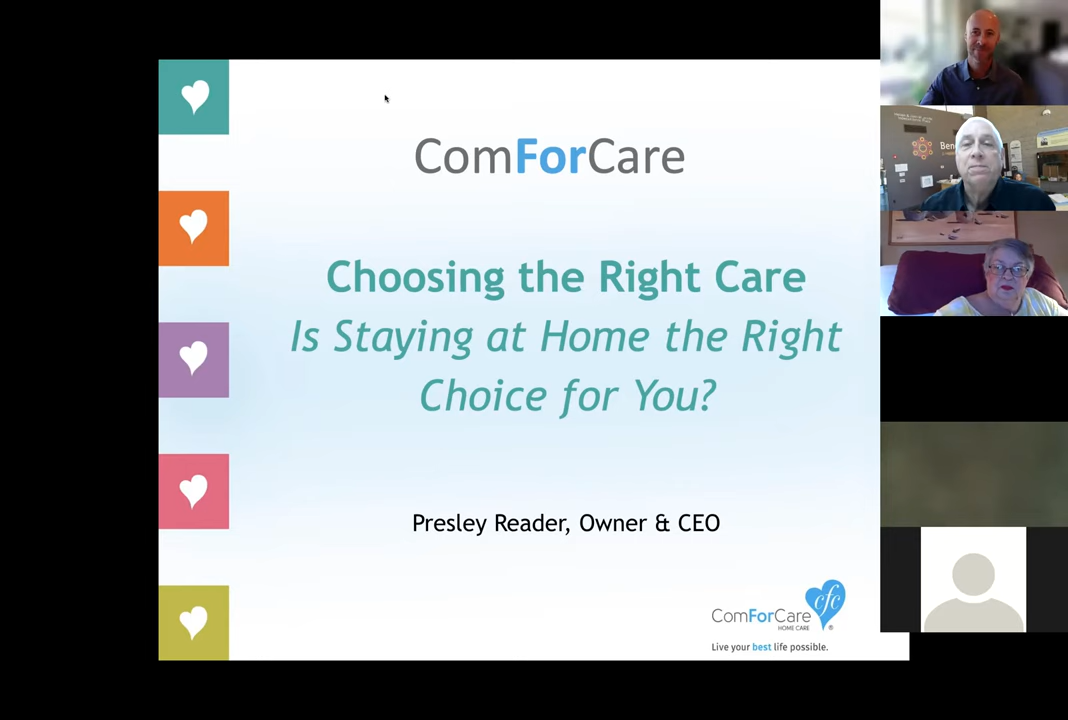 ComForCare
Choosing the Right Care
Is Staying at Home the Right
Choice for You?
Presley Reader, Owner & CEO
cfc
ComForCare
HOME CARE ®
Live your best life possible.
Ben